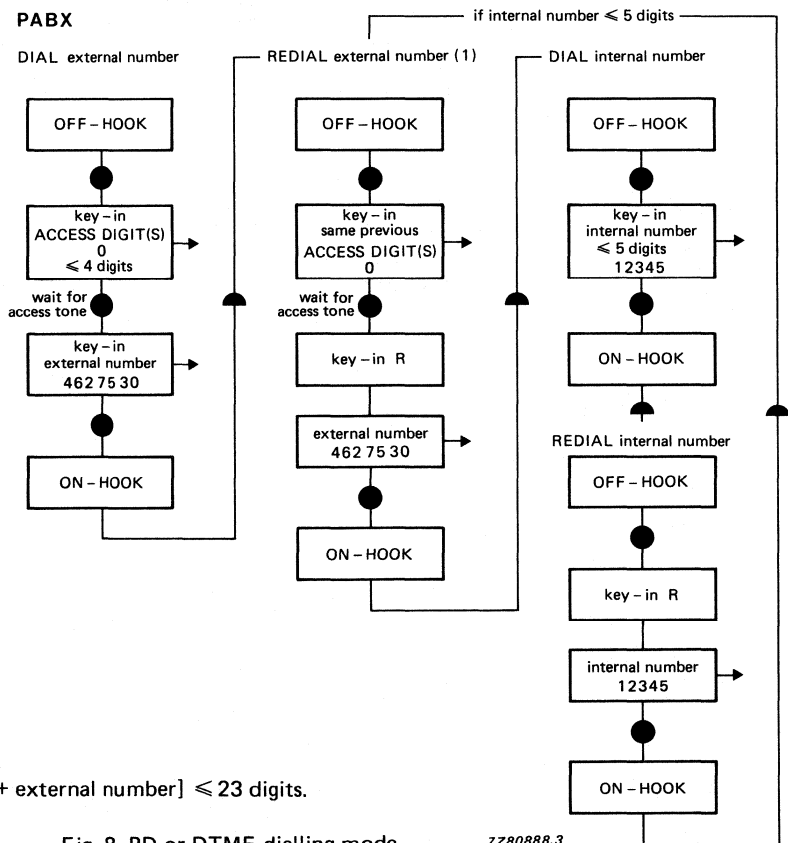 PABX
if internal number ⩽ 5 digits
DIAL external number
OFF – HOOK
key – in
ACCESS DIGIT(S)
0
⩽ 4 digits
wait for
access tone
key – in
external number
462 75 30
ON – HOOK
REDIAL external number (1)
OFF – HOOK
key – in
same previous
ACCESS DIGIT(S)
0
wait for
access tone
key – in R
external number
462 75 30
ON – HOOK
DIAL internal number
OFF – HOOK
key – in
internal number
⩽ 5 digits
12345
ON – HOOK
REDIAL internal number
OFF – HOOK
key – in R
internal number
12345
ON – HOOK
+ external number] ⩽ 23 digits.
Fig. 8 PD or DTMF dialling mode
7Z80888.3